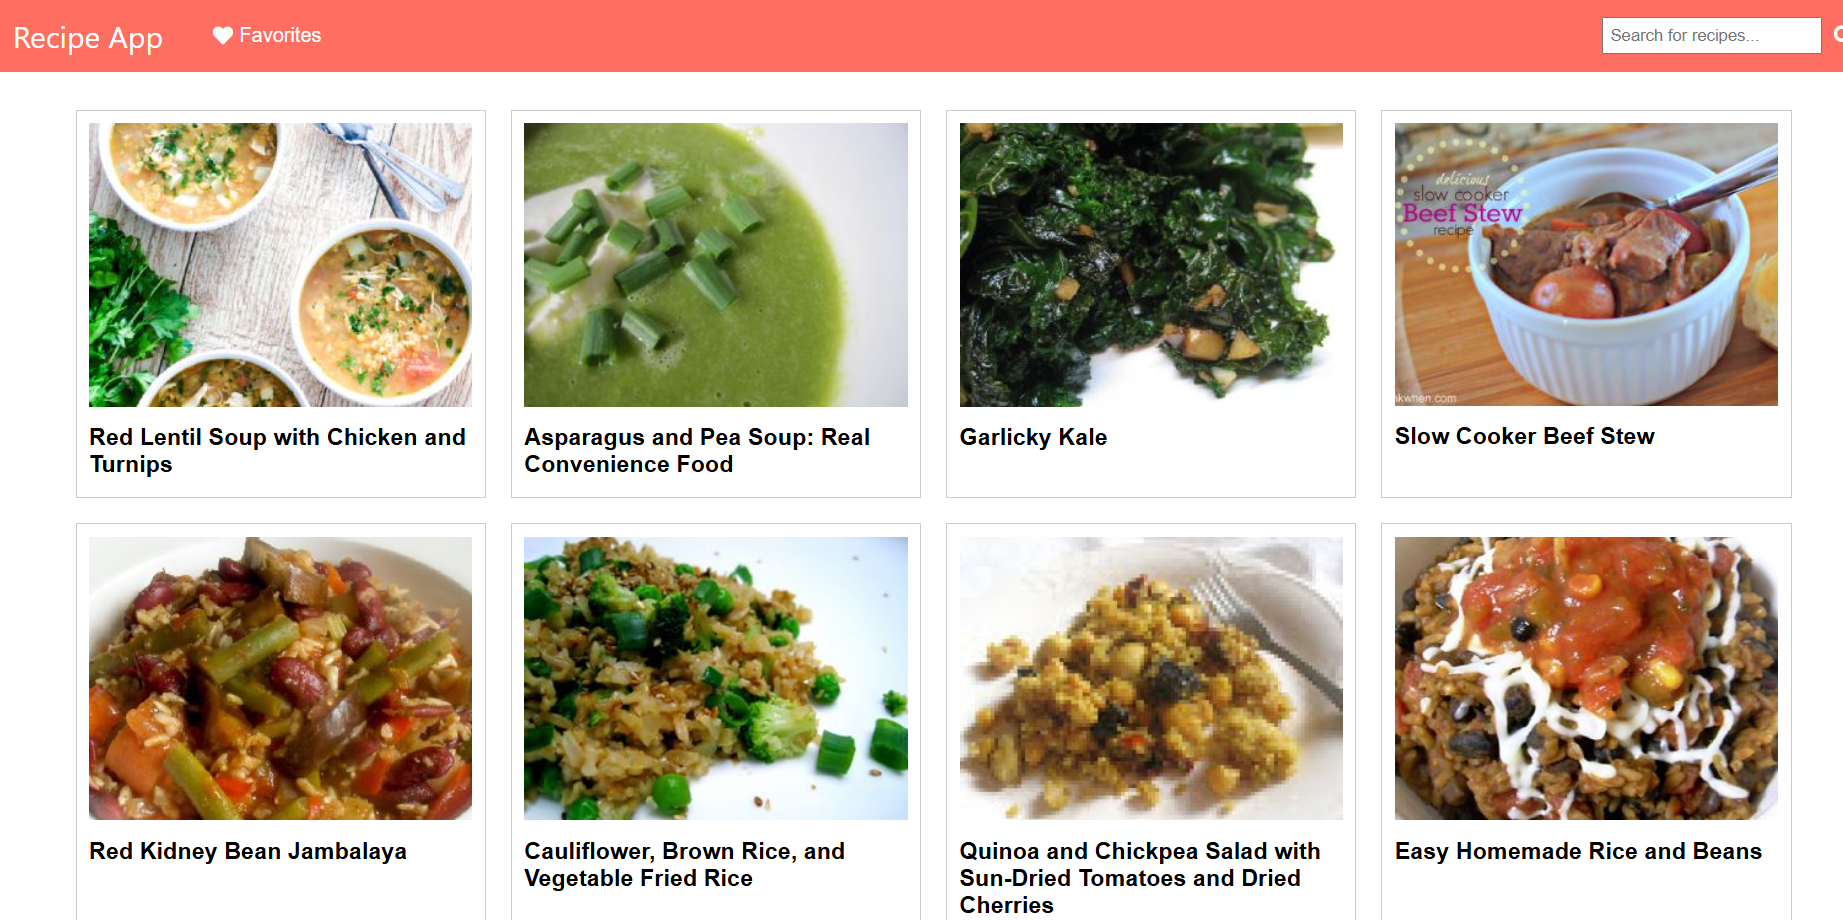 Recipe App
Favorites
Search for recipes...
delicious
slow cooker
Beef Stew
recipe
nkwhen.com
Red Lentil Soup with Chicken and
Turnips
Asparagus and Pea Soup: Real
Convenience Food
Garlicky Kale
Slow Cooker Beef Stew
Red Kidney Bean Jambalaya
Cauliflower, Brown Rice, and
Vegetable Fried Rice
Quinoa and Chickpea Salad with
Sun-Dried Tomatoes and Dried
Cherries
Easy Homemade Rice and Beans